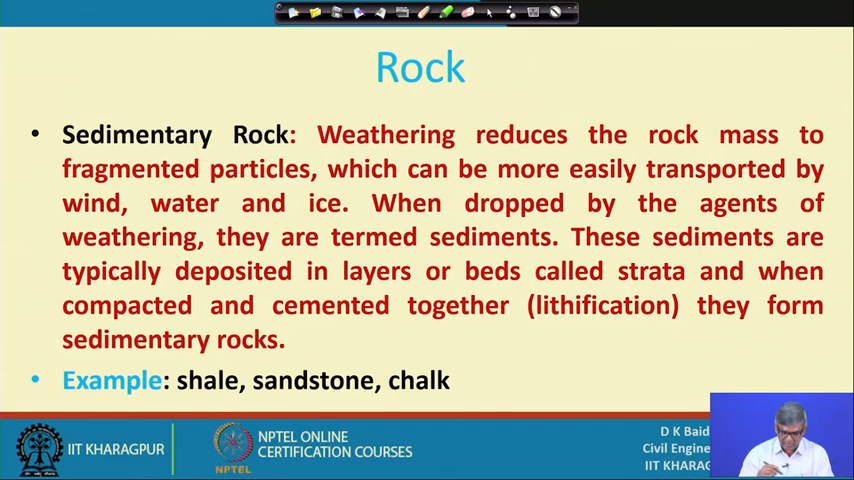 Rock
• Sedimentary Rock: Weathering reduces the rock mass to
fragmented particles, which can be more easily transported by
wind, water and ice. When dropped by the agents of
weathering, they are termed sediments. These sediments are
typically deposited in layers or beds called strata and when
compacted and cemented together (lithification) they form
sedimentary rocks.
• Example: shale, sandstone, chalk
IIT KHARAGPUR
NPTEL
NPTEL ONLINE
CERTIFICATION COURSES
D K Baid
Civil Engine
IIT KHARAG